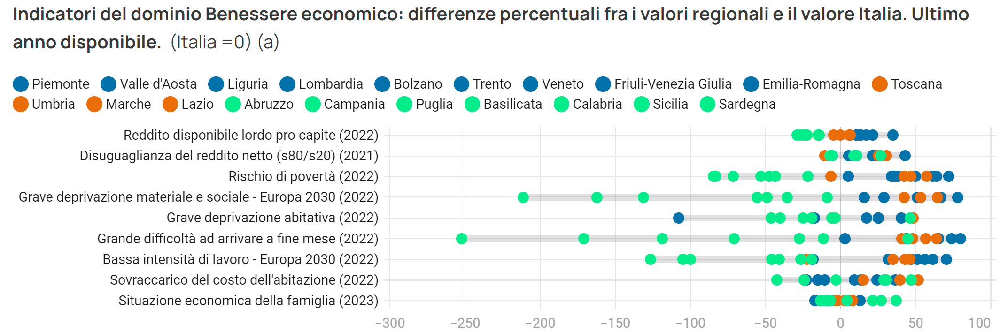 Indicatori del dominio Benessere economico: differenze percentuali fra i valori regionali e il valore Italia. Ultimo
anno disponibile. (Italia =0) (a)
Piemonte Valle d'Aosta Liguria Lombardia Bolzano Trento Veneto Friuli-Venezia Giulia Emilia-Romagna Toscana
Umbria Marche Lazio Abruzzo Campania Puglia Basilicata Calabria Sicilia Sardegna
Reddito disponibile lordo pro capite (2022)
Disuguaglianza del reddito netto (s80/s20) (2021)
Rischio di povertà (2022)
Grave deprivazione materiale e sociale - Europa 2030 (2022)
Grave deprivazione abitativa (2022)
Grande difficoltà ad arrivare a fine mese (2022)
Bassa intensità di lavoro - Europa 2030 (2022)
Sovraccarico del costo dell'abitazione (2022)
Situazione economica della famiglia (2023)
−300 −250 −200 −150 −100 −50 0 50 100